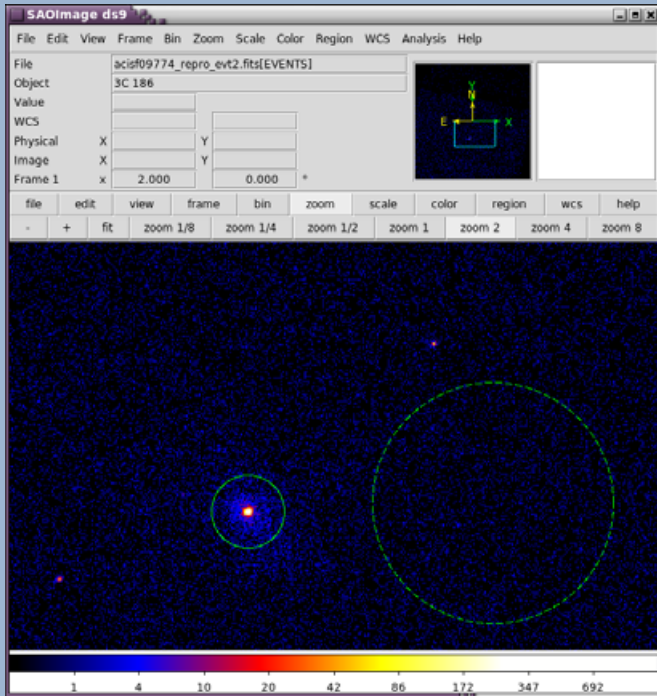 SAOImage ds9
File Edit View Frame Bin Zoom Scale Color Region WCS Analysis Help
File acisf09774_repro_evt2.fits[EVENTS]
Object 3C 186
Value
WCS
Physical X Y
Image X Y
Frame 1 x 2.000 0.000 °
Y
N
E X
file edit view frame bin zoom scale color region wcs help
- + fit zoom 1/8 zoom 1/4 zoom 1/2 zoom 1 zoom 2 zoom 4 zoom 8
1 4 10 20 42 86 172 347 692